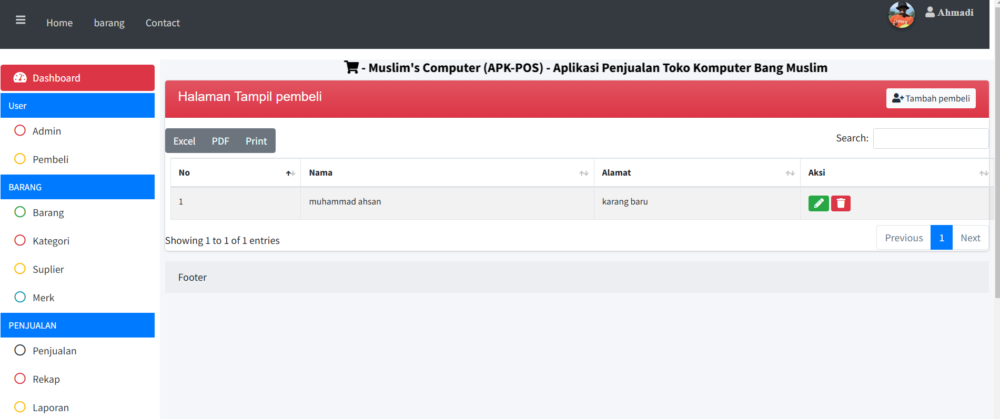 Home barang Contact
Ahmadi
Dashboard
User
Admin
Pembeli
BARANG
Barang
Kategori
Suplier
Merk
PENJUALAN
Penjualan
Rekap
Laporan
- Muslim's Computer (APK-POS) - Aplikasi Penjualan Toko Komputer Bang Muslim
Halaman Tampil pembeli
Tambah pembeli
Excel PDF Print
Search:
No Nama Alamat Aksi
1 muhammad ahsan karang baru
Showing 1 to 1 of 1 entries
Previous 1 Next
Footer